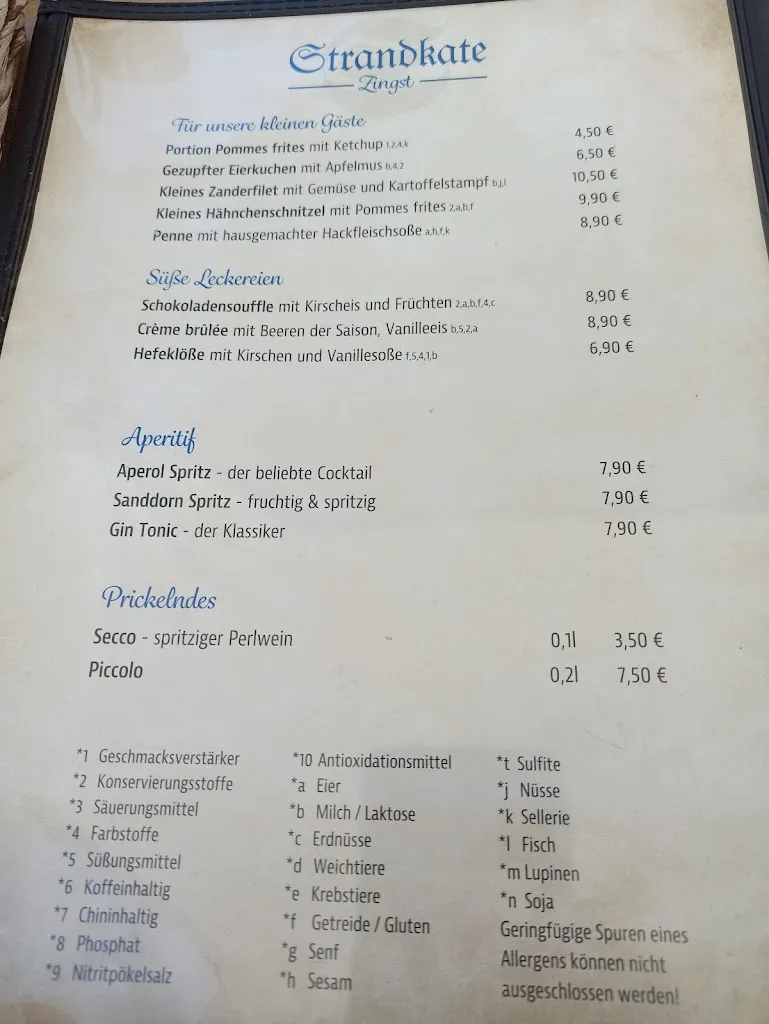 Strandkate
Zingst
Für unsere kleinen Gäste
Portion Pommes frites mit Ketchup 1,2,4,k 4,50 €
Gezupfter Eierkuchen mit Apfelmus b,4,2 6,50 €
Kleines Zanderfilet mit Gemüse und Kartoffelstampf b,j,l 10,50 €
Kleines Hähnchenschnitzel mit Pommes frites 2,a,b,f 9,90 €
Penne mit hausgemachter Hackfleischsoße a,h,f,k 8,90 €
Süße Leckereien
Schokoladensouffle mit Kirscheis und Früchten 2,a,b,f,4,c 8,90 €
Crème brûlée mit Beeren der Saison, Vanilleeis b,5,2,a 8,90 €
Hefeklöße mit Kirschen und Vanillesoße f,5,4,1,b 6,90 €
Aperitif
Aperol Spritz - der beliebte Cocktail 7,90 €
Sanddorn Spritz - fruchtig & spritzig 7,90 €
Gin Tonic - der Klassiker 7,90 €
Prickelndes
Secco - spritziger Perlwein 0,1l 3,50 €
Piccolo 0,2l 7,50 €
*1 Geschmacksverstärker
*2 Konservierungsstoffe
*3 Säuerungsmittel
*4 Farbstoffe
*5 Süßungsmittel
*6 Koffeinhaltig
*7 Chininhaltig
*8 Phosphat
*9 Nitritpökelsalz
*10 Antioxidationsmittel
*a Eier
*b Milch / Laktose
*c Erdnüsse
*d Weichtiere
*e Krebstiere
*f Getreide / Gluten
*g Senf
*h Sesam
*t Sulfite
*j Nüsse
*k Sellerie
*l Fisch
*m Lupinen
*n Soja
Geringfügige Spuren eines
Allergens können nicht
ausgeschlossen werden!